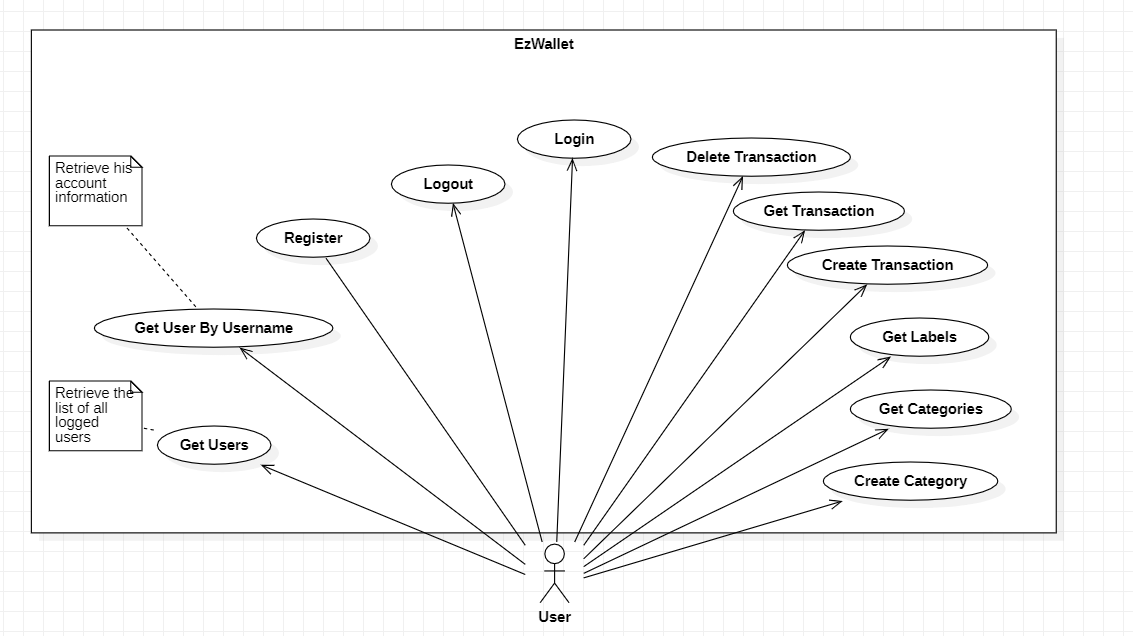 EzWallet
Login
Delete Transaction
Retrieve his
account
information
Logout
Get Transaction
Register
Create Transaction
Get User By Username
Get Labels
Retrieve the
list of all
logged
users
Get Categories
Get Users
Create Category
User